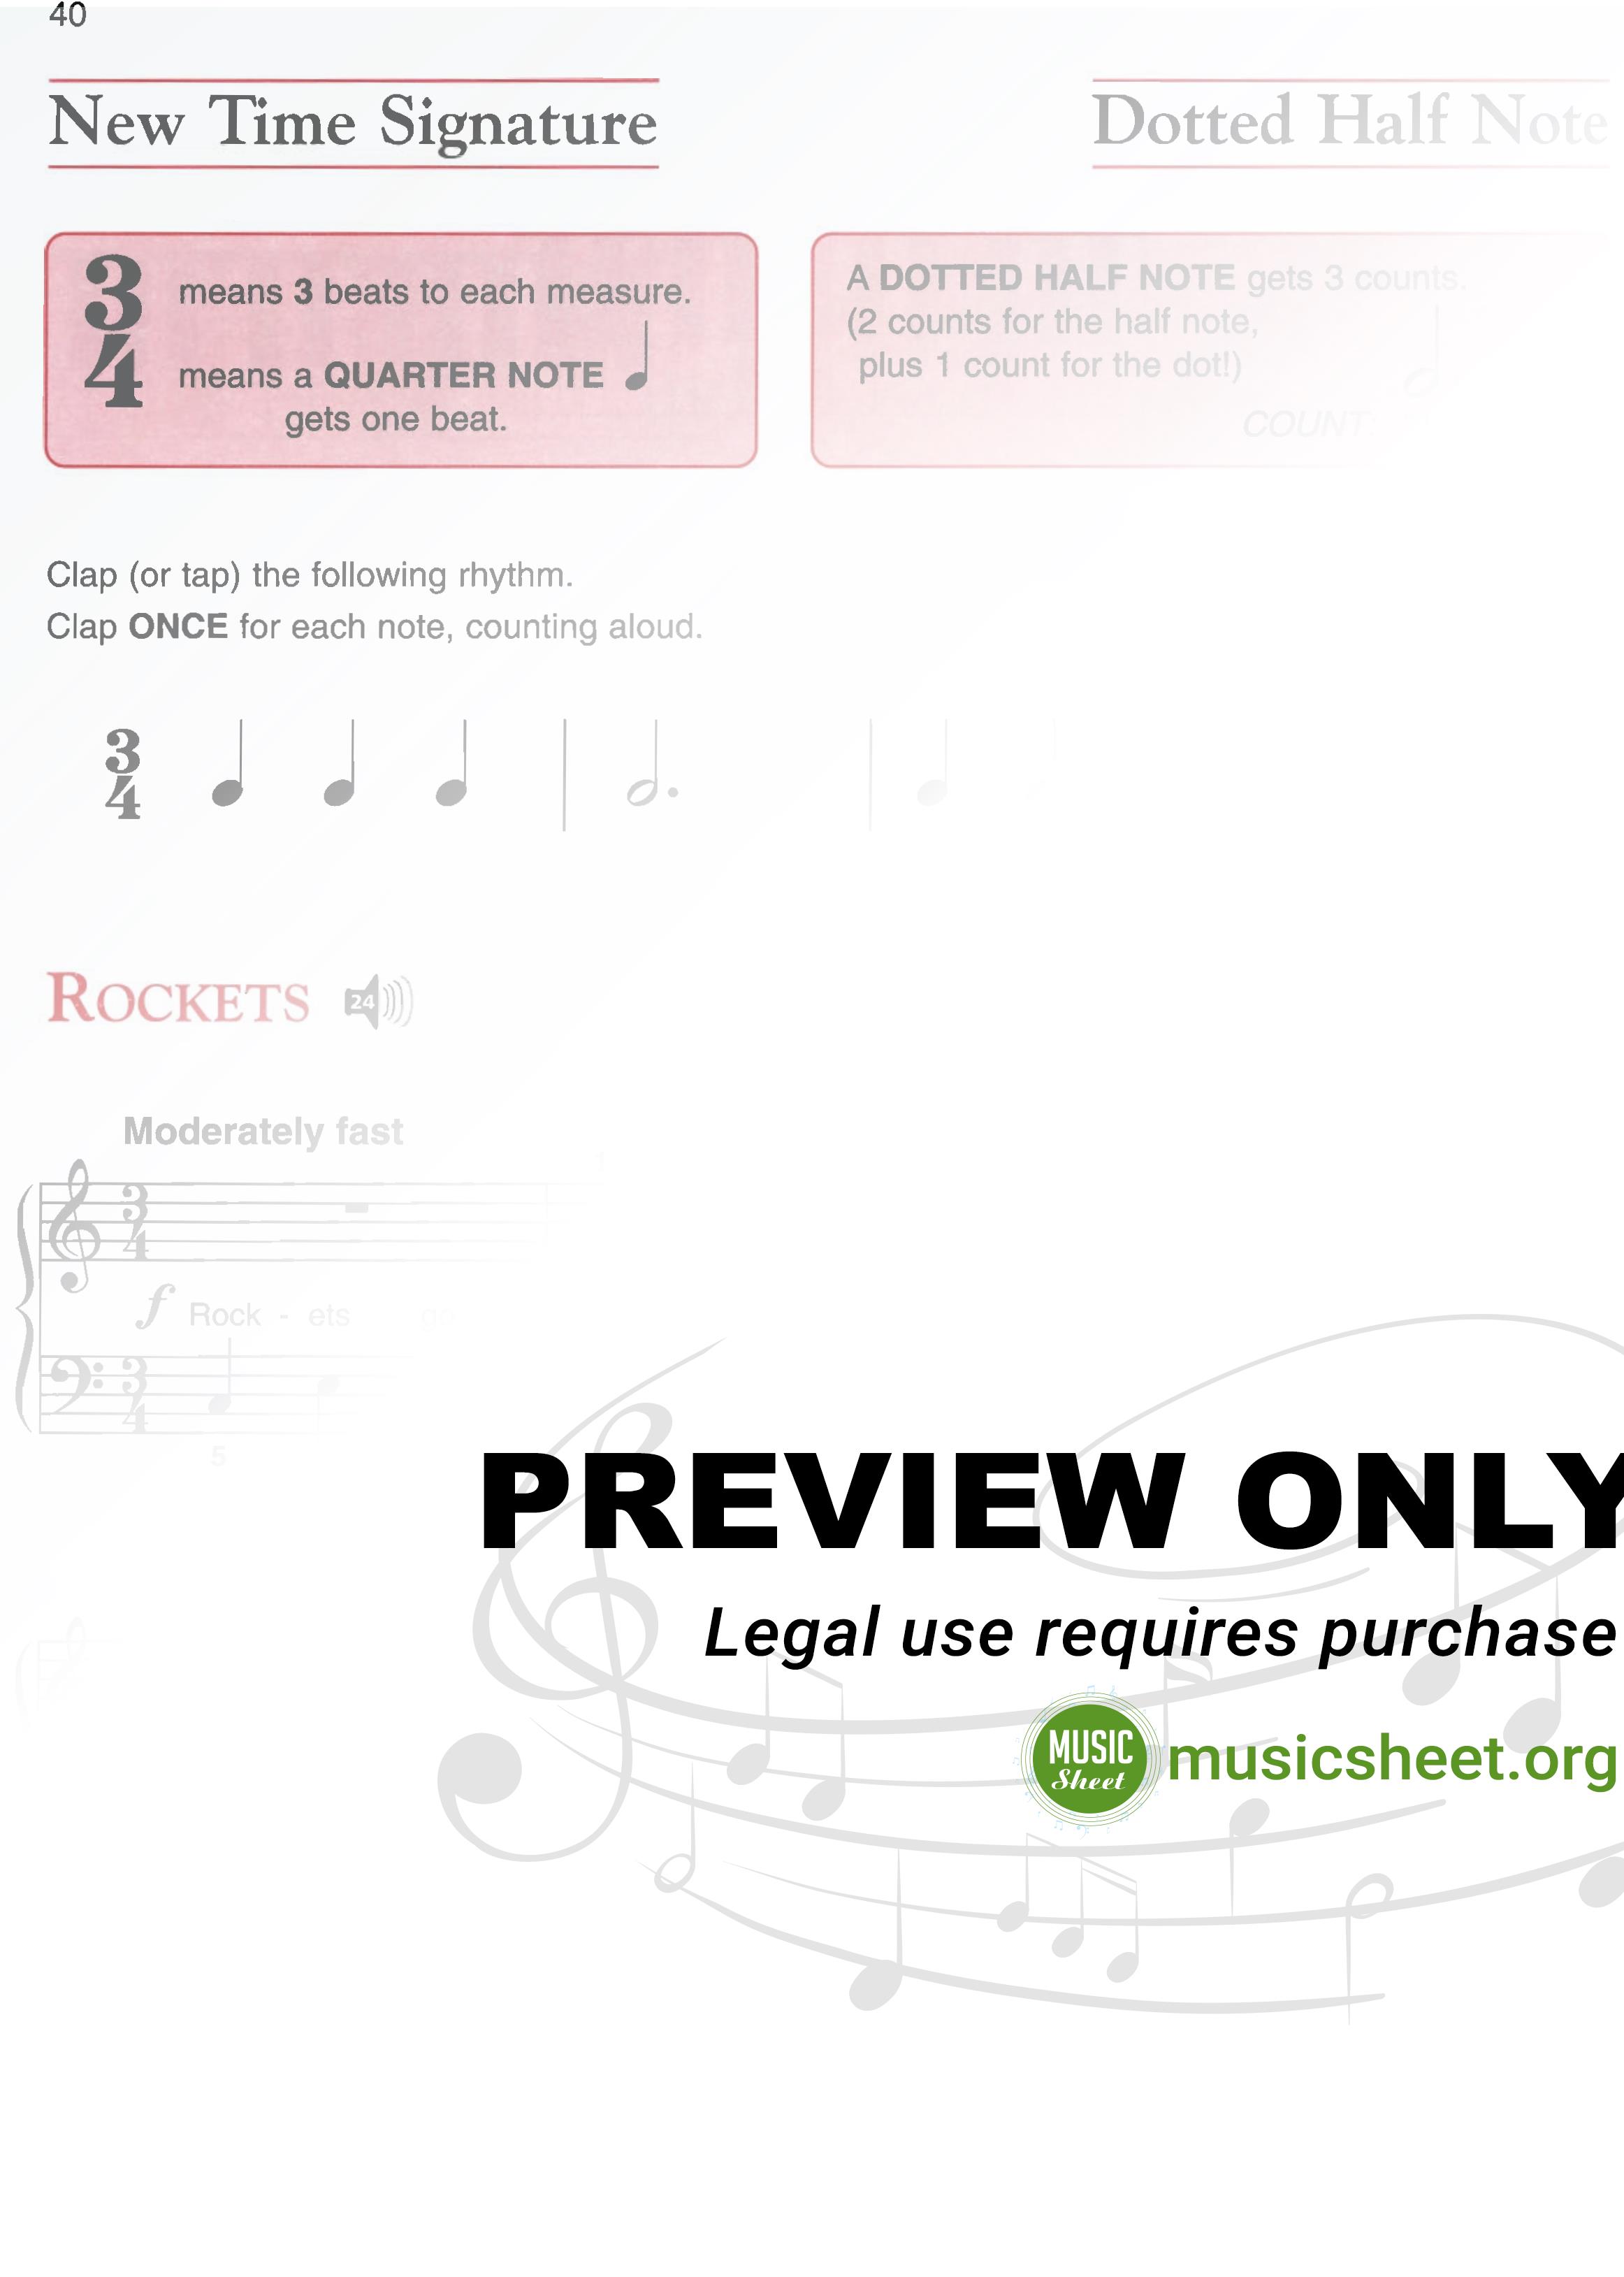 40
New Time Signature
Dotted Half Note
3 means 3 beats to each measure.
4 means a QUARTER NOTE
gets one beat.
A DOTTED HALF NOTE gets 3 counts.
(2 counts for the half note,
plus 1 count for the dot!)
COUNT:
Clap (or tap) the following rhythm.
Clap ONCE for each note, counting aloud.
3
4
ROCKETS 24
Moderately fast
3
4
f Rock - ets go
3
4
5
PREVIEW ONLY
Legal use requires purchase
MUSIC
Sheet
musicsheet.org